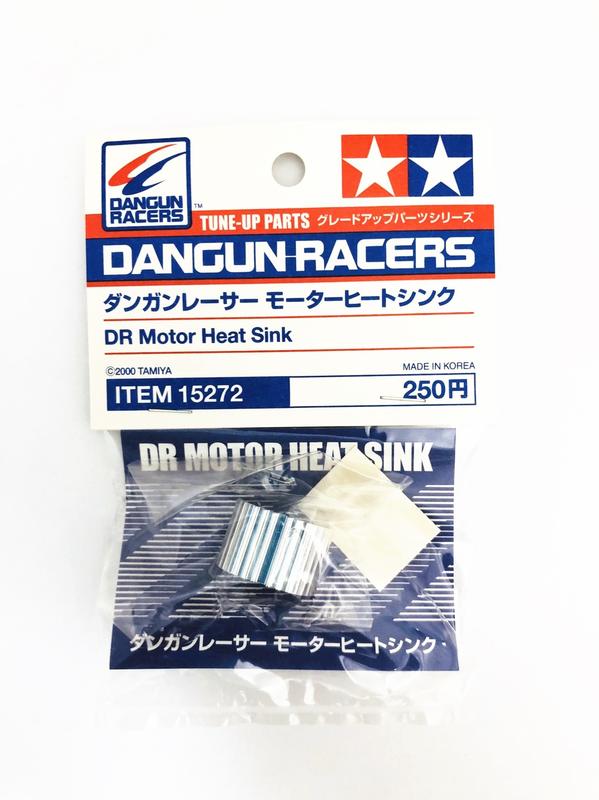 DANGUN
RACERS
™
TUNE-UP PARTS グレードアップパーツシリーズ
DANGUN-RACERS
ダンガンレーサー モーターヒートシンク
DR Motor Heat Sink
©2000 TAMIYA
MADE IN KOREA
ITEM 15272
250円
DR MOTOR HEAT SINK
ダンガンレーサー モーターヒートシンク